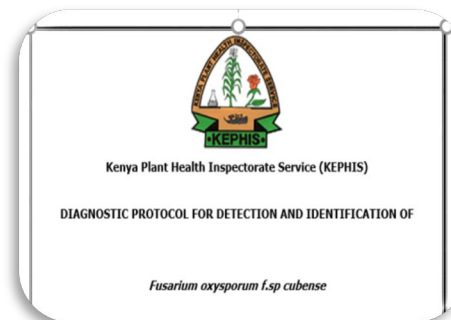 KENYA PLANT HEALTH INSPECTORATE SERVICE
KEPHIS
Kenya Plant Health Inspectorate Service (KEPHIS)
DIAGNOSTIC PROTOCOL FOR DETECTION AND IDENTIFICATION OF
Fusarium oxysporum f.sp cubense